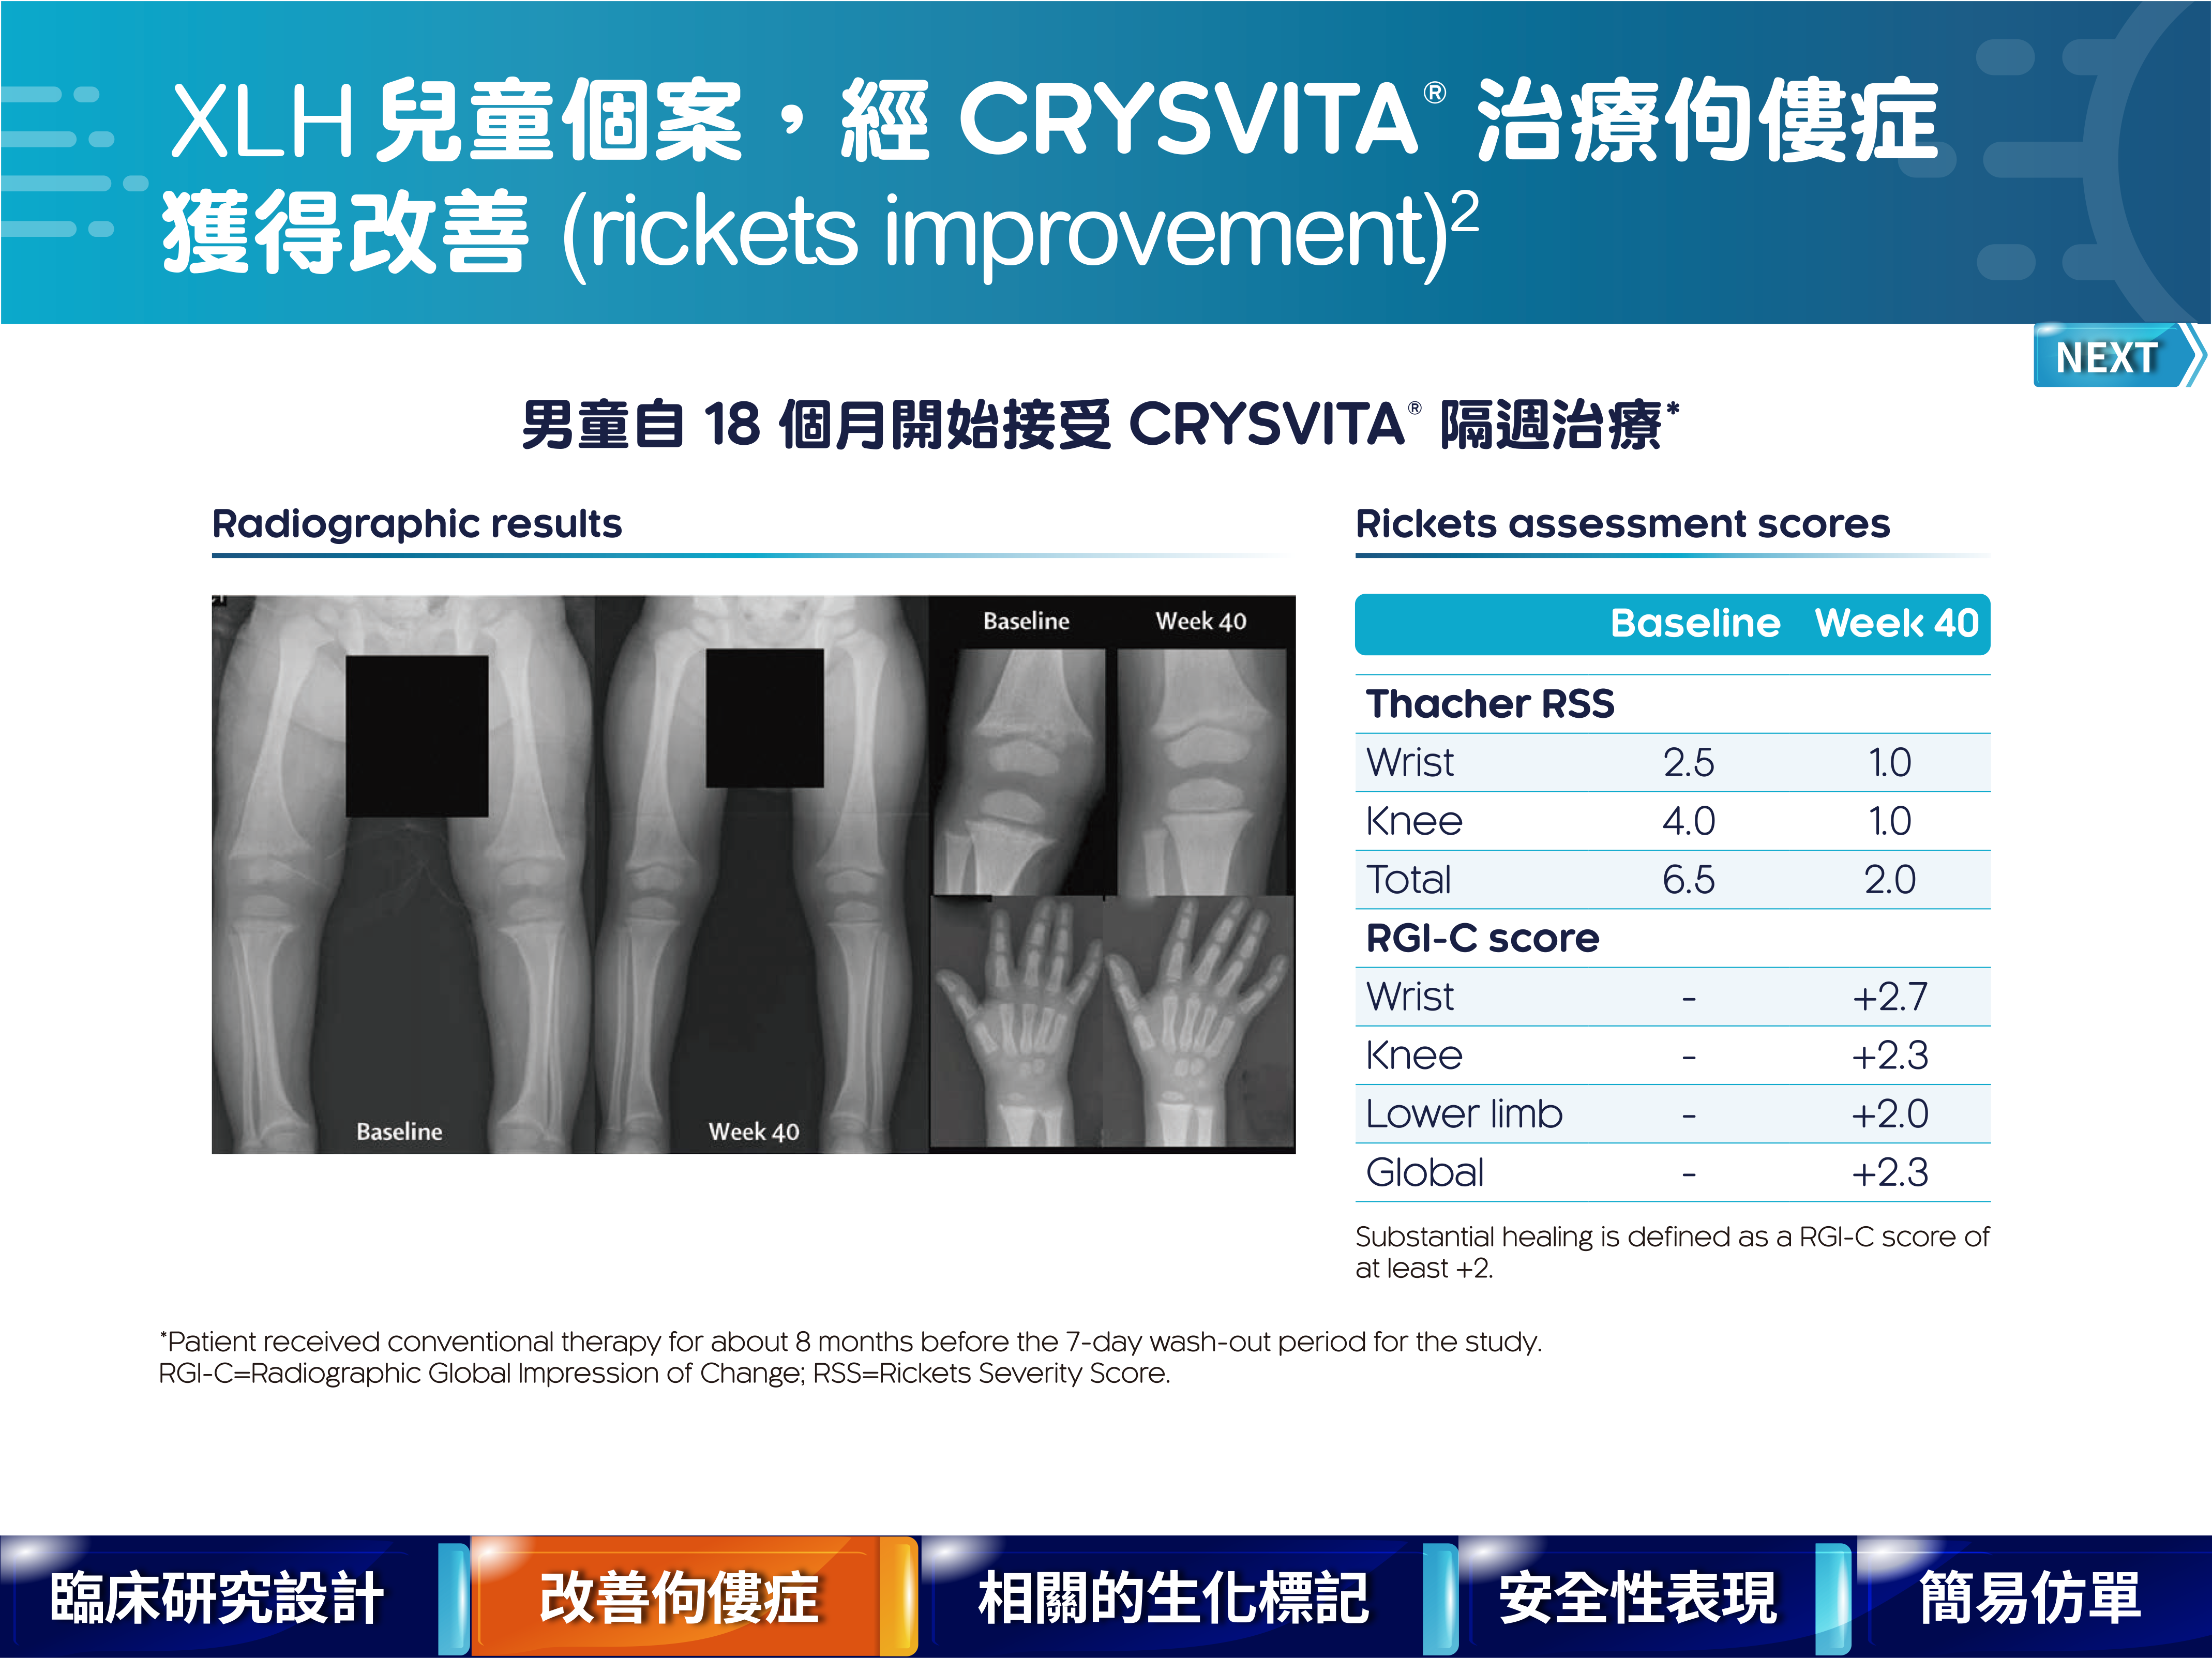 XLH 兒童個案，經 CRYSVITA® 治療佝僂症
獲得改善 (rickets improvement)²
NEXT
男童自 18 個月開始接受 CRYSVITA® 隔週治療*
Radiographic results
Baseline
Week 40
Baseline
Week 40
Rickets assessment scores
Baseline Week 40
Thacher RSS
Wrist 2.5 1.0
Knee 4.0 1.0
Total 6.5 2.0
RGI-C score
Wrist - +2.7
Knee - +2.3
Lower limb - +2.0
Global - +2.3
Substantial healing is defined as a RGI-C score of
at least +2.
*Patient received conventional therapy for about 8 months before the 7-day wash-out period for the study.
RGI-C=Radiographic Global Impression of Change; RSS=Rickets Severity Score.
臨床研究設計
改善佝僂症
相關的生化標記
安全性表現
簡易仿單